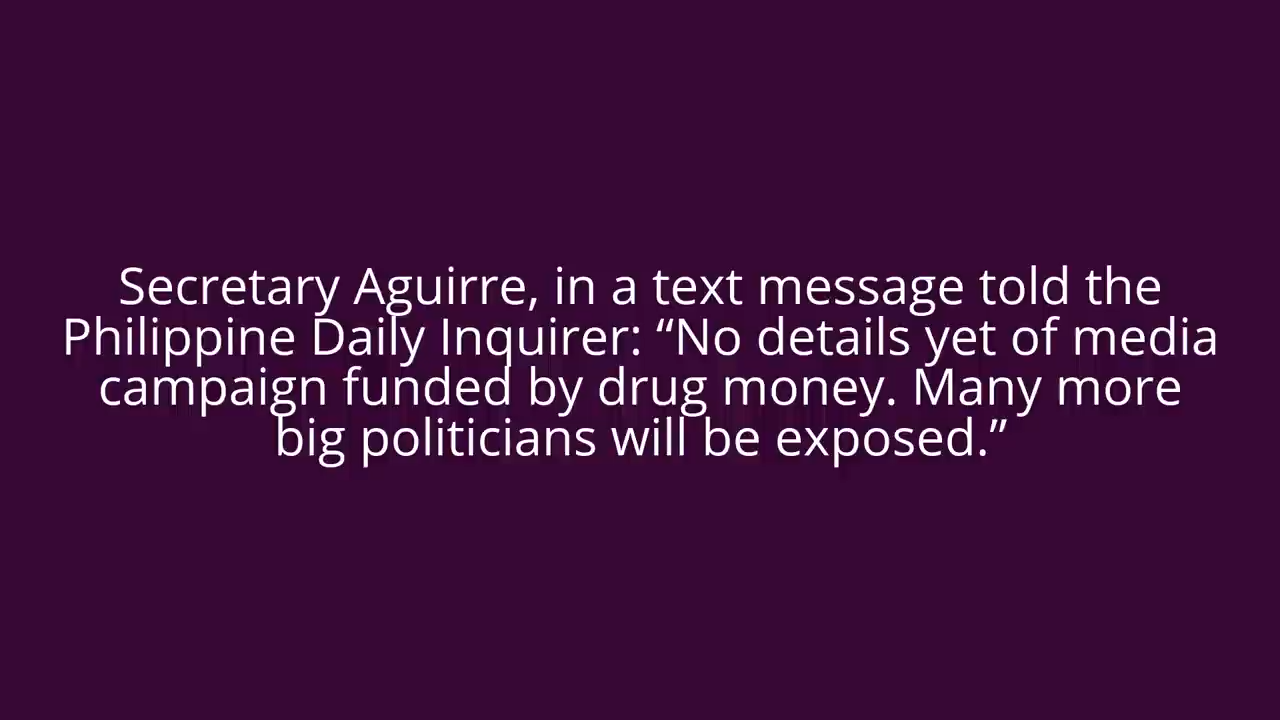 Secretary Aguirre, in a text message told the
Philippine Daily Inquirer: “No details yet of media
campaign funded by drug money. Many more
big politicians will be exposed.”